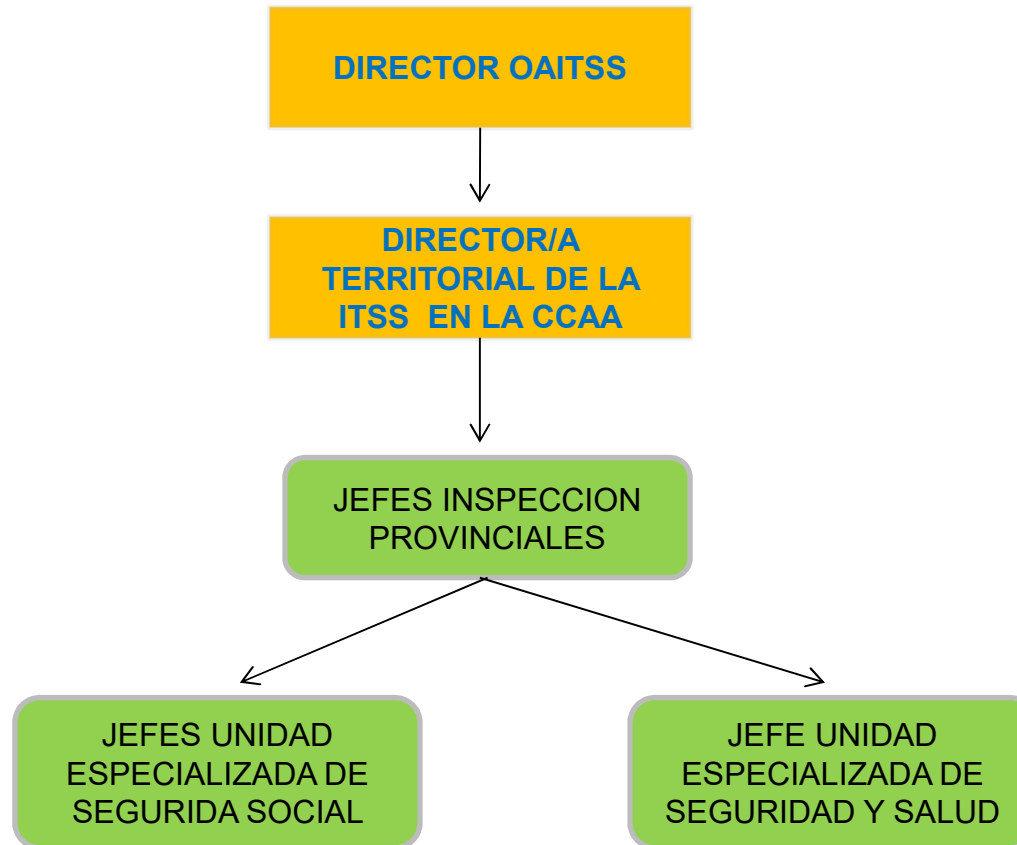 DIRECTOR OAITSS
DIRECTOR/A
TERRITORIAL DE LA
ITSS EN LA CCAA
JEFES INSPECCION
PROVINCIALES
JEFES UNIDAD
ESPECIALIZADA DE
SEGURIDA SOCIAL
JEFE UNIDAD
ESPECIALIZADA DE
SEGURIDAD Y SALUD